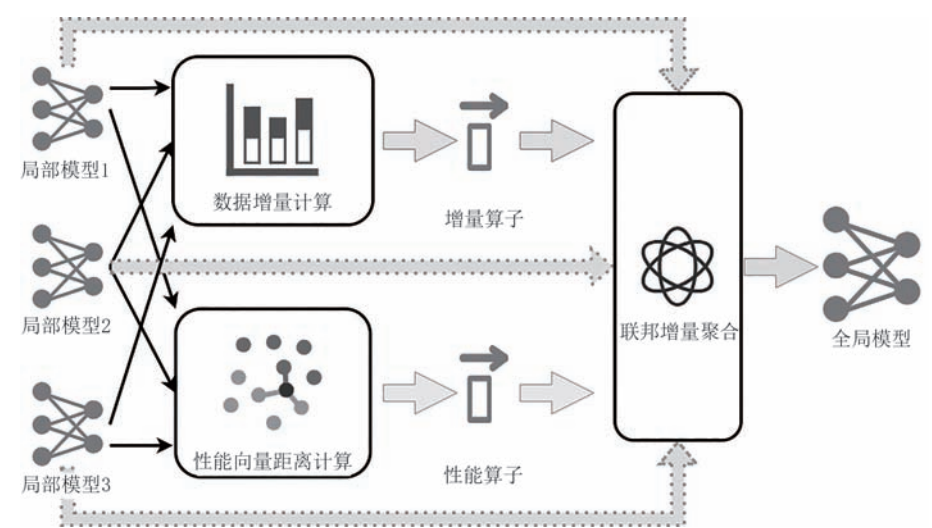 局部模型1
数据增量计算
增量算子
局部模型2
联邦增量聚合
全局模型
局部模型3
性能向量距离计算
性能算子